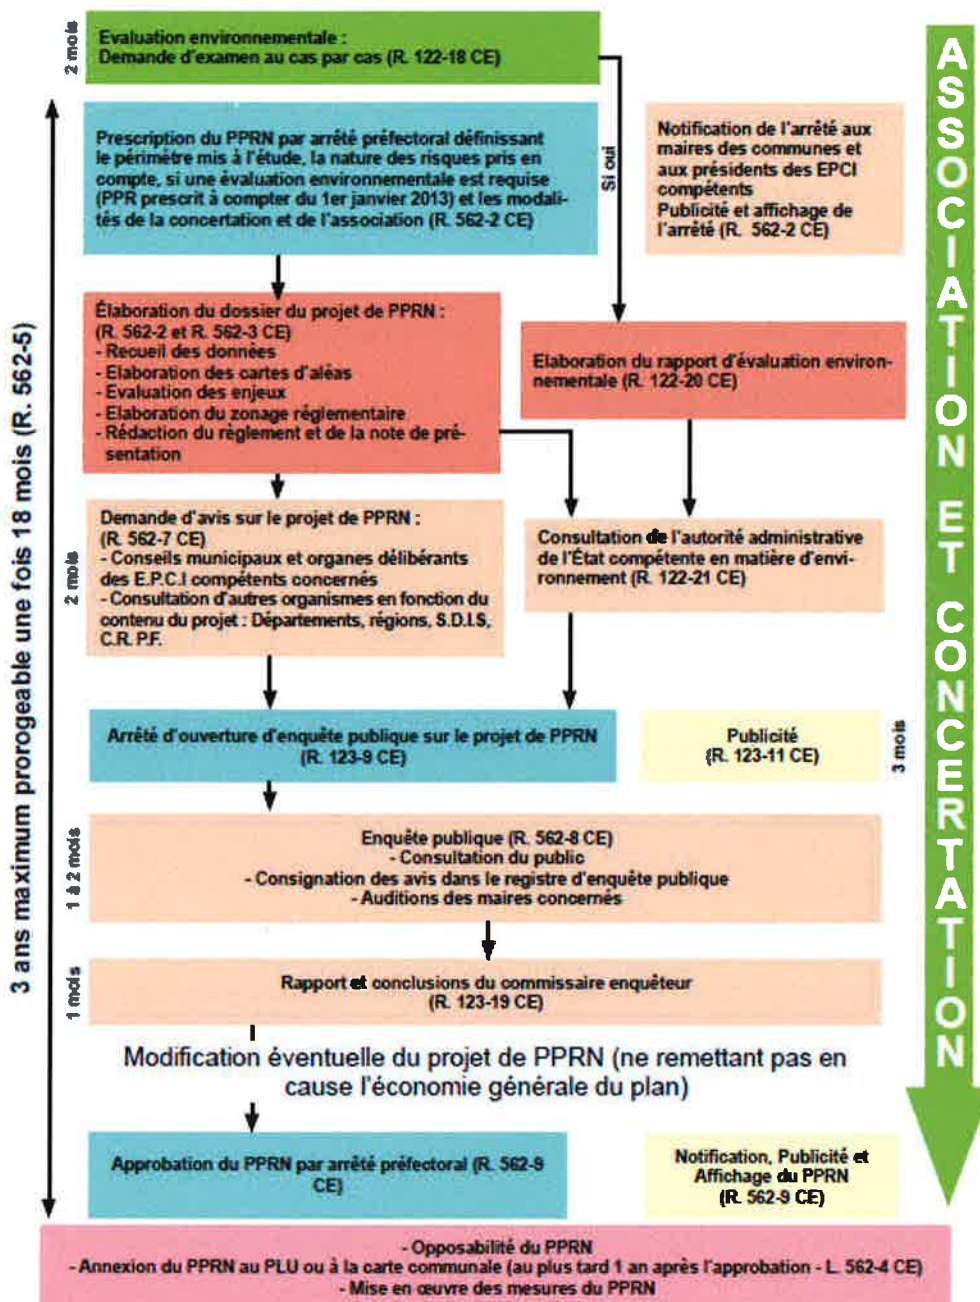 2 mois
Evaluation environnementale :
Demande d'examen au cas par cas (R. 122-18 CE)
3 ans maximum prorogeable une fois 18 mois (R. 562-5)
Prescription du PPRN par arrêté préfectoral définissant
le périmètre mis à l'étude, la nature des risques pris en
compte, si une évaluation environnementale est requise
(PPR prescrit à compter du 1er janvier 2013) et les modali-
tés de la concertation et de l'association (R. 562-2 CE)
Si oui
Notification de l'arrêté aux
maires des communes et
aux présidents des EPCI
compétents
Publicité et affichage de
l'arrêté (R. 562-2 CE)
Élaboration du dossier du projet de PPRN :
(R. 562-2 et R. 562-3 CE)
- Recueil des données
- Elaboration des cartes d'aléas
- Evaluation des enjeux
- Elaboration du zonage réglementaire
- Rédaction du règlement et de la note de pré-
sentation
Elaboration du rapport d'évaluation environ-
nementale (R. 122-20 CE)
2 mois
Demande d'avis sur le projet de PPRN :
(R. 562-7 CE)
- Conseils municipaux et organes délibérants
des E.P.C.I compétents concernés
- Consultation d'autres organismes en fonction du
contenu du projet : Départements, régions, S.D.I.S,
C.R. P.F.
Consultation de l'autorité administrative
de l'État compétente en matière d'envi-
ronnement (R. 122-21 CE)
Arrêté d'ouverture d'enquête publique sur le projet de PPRN
(R. 123-9 CE)
Publicité
(R. 123-11 CE)
3 mois
1 à 2 mois
Enquête publique (R. 562-8 CE)
- Consultation du public
- Consignation des avis dans le registre d'enquête publique
- Auditions des maires concernés
1 mois
Rapport et conclusions du commissaire enquêteur
(R. 123-19 CE)
Modification éventuelle du projet de PPRN (ne remettant pas en
cause l'économie générale du plan)
Approbation du PPRN par arrêté préfectoral (R. 562-9
CE)
Notification, Publicité et
Affichage du PPRN
(R. 562-9 CE)
- Opposabilité du PPRN
- Annexion du PPRN au PLU ou à la carte communale (au plus tard 1 an après l'approbation - L. 562-4 CE)
- Mise en œuvre des mesures du PPRN
ASSOCIATION ET CONCERTATION